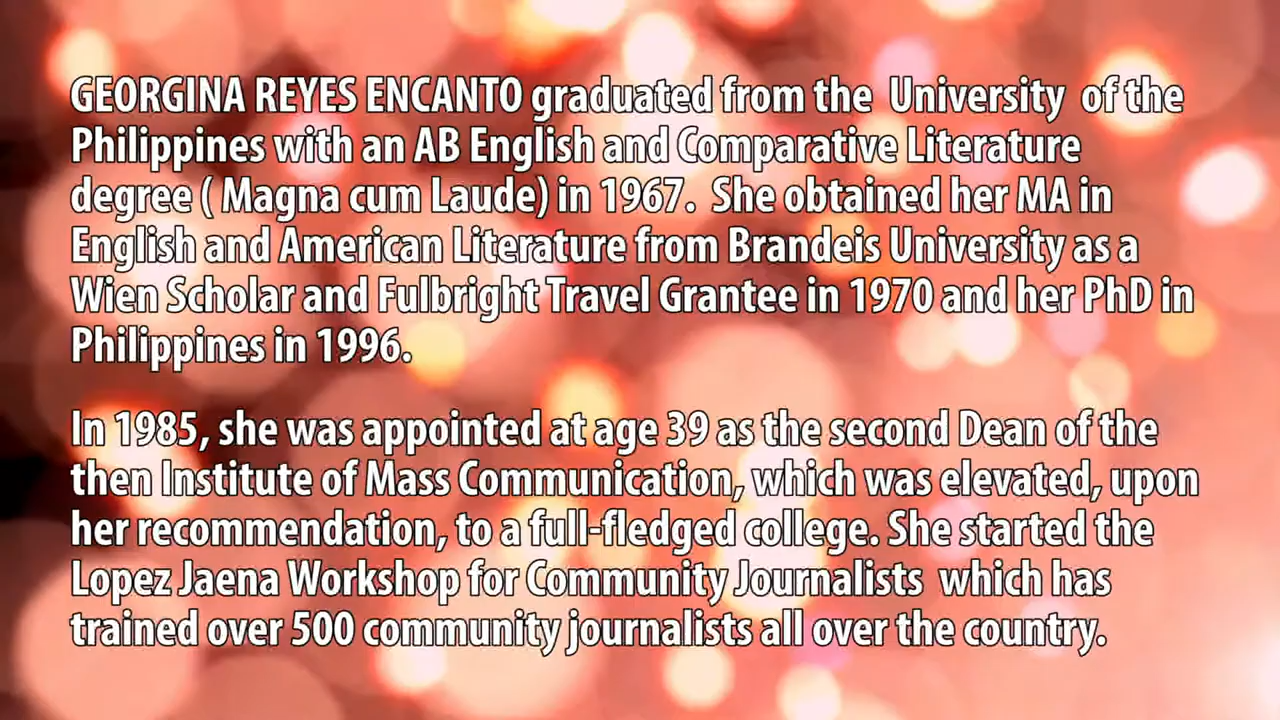 GEORGINA REYES ENCANTO graduated from the University of the
Philippines with an AB English and Comparative Literature
degree ( Magna cum Laude) in 1967. She obtained her MA in
English and American Literature from Brandeis University as a
Wien Scholar and Fulbright Travel Grantee in 1970 and her PhD in
Philippines in 1996.
In 1985, she was appointed at age 39 as the second Dean of the
then Institute of Mass Communication, which was elevated, upon
her recommendation, to a full-fledged college. She started the
Lopez Jaena Workshop for Community Journalists which has
trained over 500 community journalists all over the country.